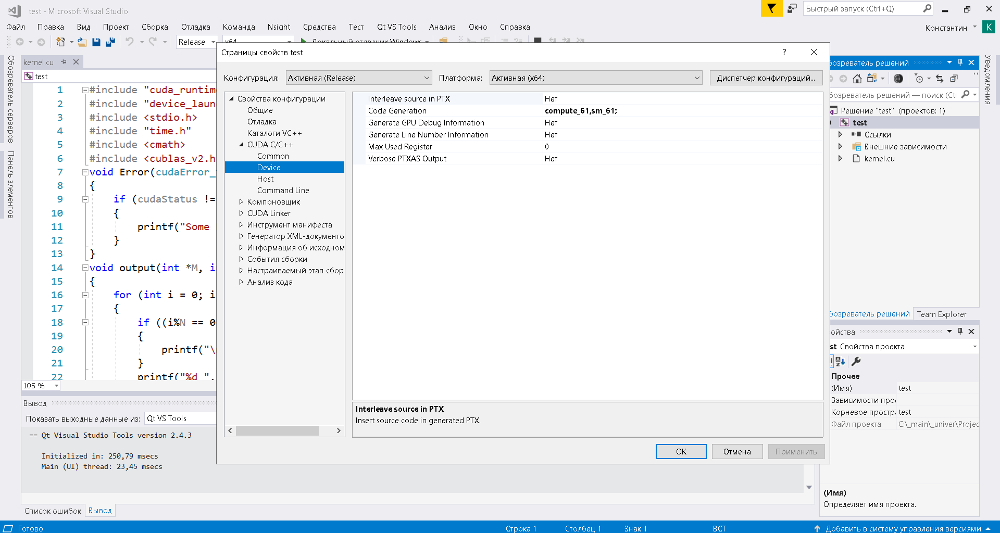 test - Microsoft Visual Studio
Быстрый запуск (Ctrl+Q)
Файл Правка Вид Проект Сборка Отладка Команда Nsight Средства Тест Qt VS Tools Анализ Окно Справка
Константин K
Release x64 Локальный отладчик Windows
Обозреватель серверов
Панель элементов
kernel.cu
test
1 #include "cuda_runtim
2 #include "device_laun
3 #include <stdio.h>
4 #include "time.h"
5 #include <cmath>
6 #include <cublas_v2.h
7 void Error(cudaError_
8 {
9 if (cudaStatus !=
10 {
11 printf("Some
12 }
13 }
14 void output(int *M, i
15 {
16 for (int i = 0; i
17 {
18 if ((i%N == 0
19 {
20 printf("\
21 }
22 printf("%d ".
105 %
Вывод
Показать выходные данные из: Qt VS Tools
== Qt Visual Studio Tools version 2.4.3
Initialized in: 250,79 msecs
Main (UI) thread: 23,45 msecs
Список ошибок Вывод
Страницы свойств test ?
Конфигурация: Активная (Release) Платформа: Активная (x64) Диспетчер конфигураций...
Свойства конфигурации
Общие
Отладка
Каталоги VC++
CUDA C/C++
Common
Device
Host
Command Line
Компоновщик
CUDA Linker
Инструмент манифеста
Генератор XML-документо
Информация об исходном
События сборки
Настраиваемый этап сбор
Анализ кода
Interleave source in PTX Нет
Code Generation compute_61,sm_61;
Generate GPU Debug Information Нет
Generate Line Number Information Нет
Max Used Register 0
Verbose PTXAS Output Нет
Interleave source in PTX
Insert source code in generated PTX.
OK Отмена Применить
бозреватель решений
бозреватель решений — поиск (Ctr
Решение "test" (проектов: 1)
test
Ссылки
Внешние зависимости
kernel.cu
бозреватель решений Team Explorer
ойства
st Свойства проекта
Прочее
(Имя) test
Зависимости прое
Корневое простра test
Файл проекта C:\_main\_univer\Projec
(Имя)
Определяет имя проекта.
Уведомления
Готово Строка 1 Столбец 1 Знак 1 ВСТ Добавить в систему управления версиями